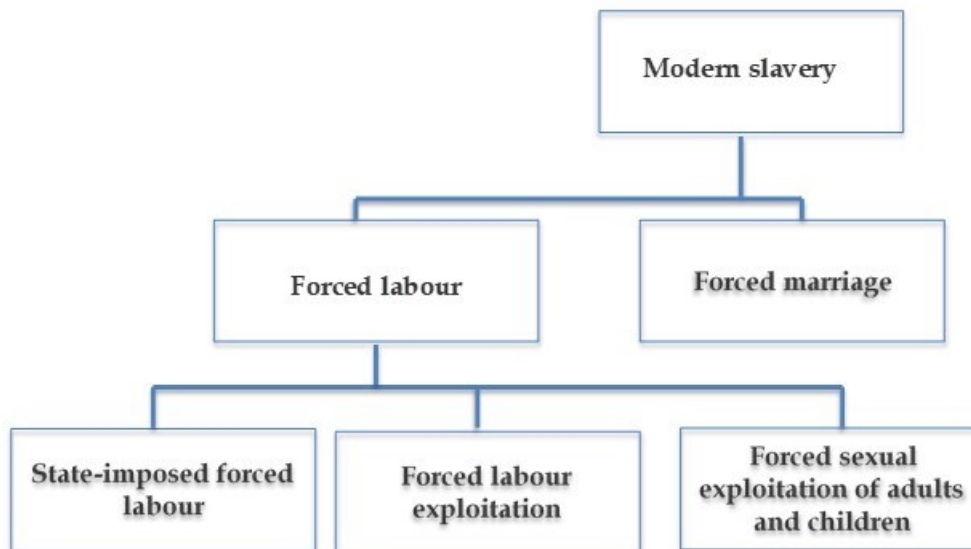 Modern slavery
Forced labour
Forced marriage
State-imposed forced
labour
Forced labour
exploitation
Forced sexual
exploitation of adults
and children